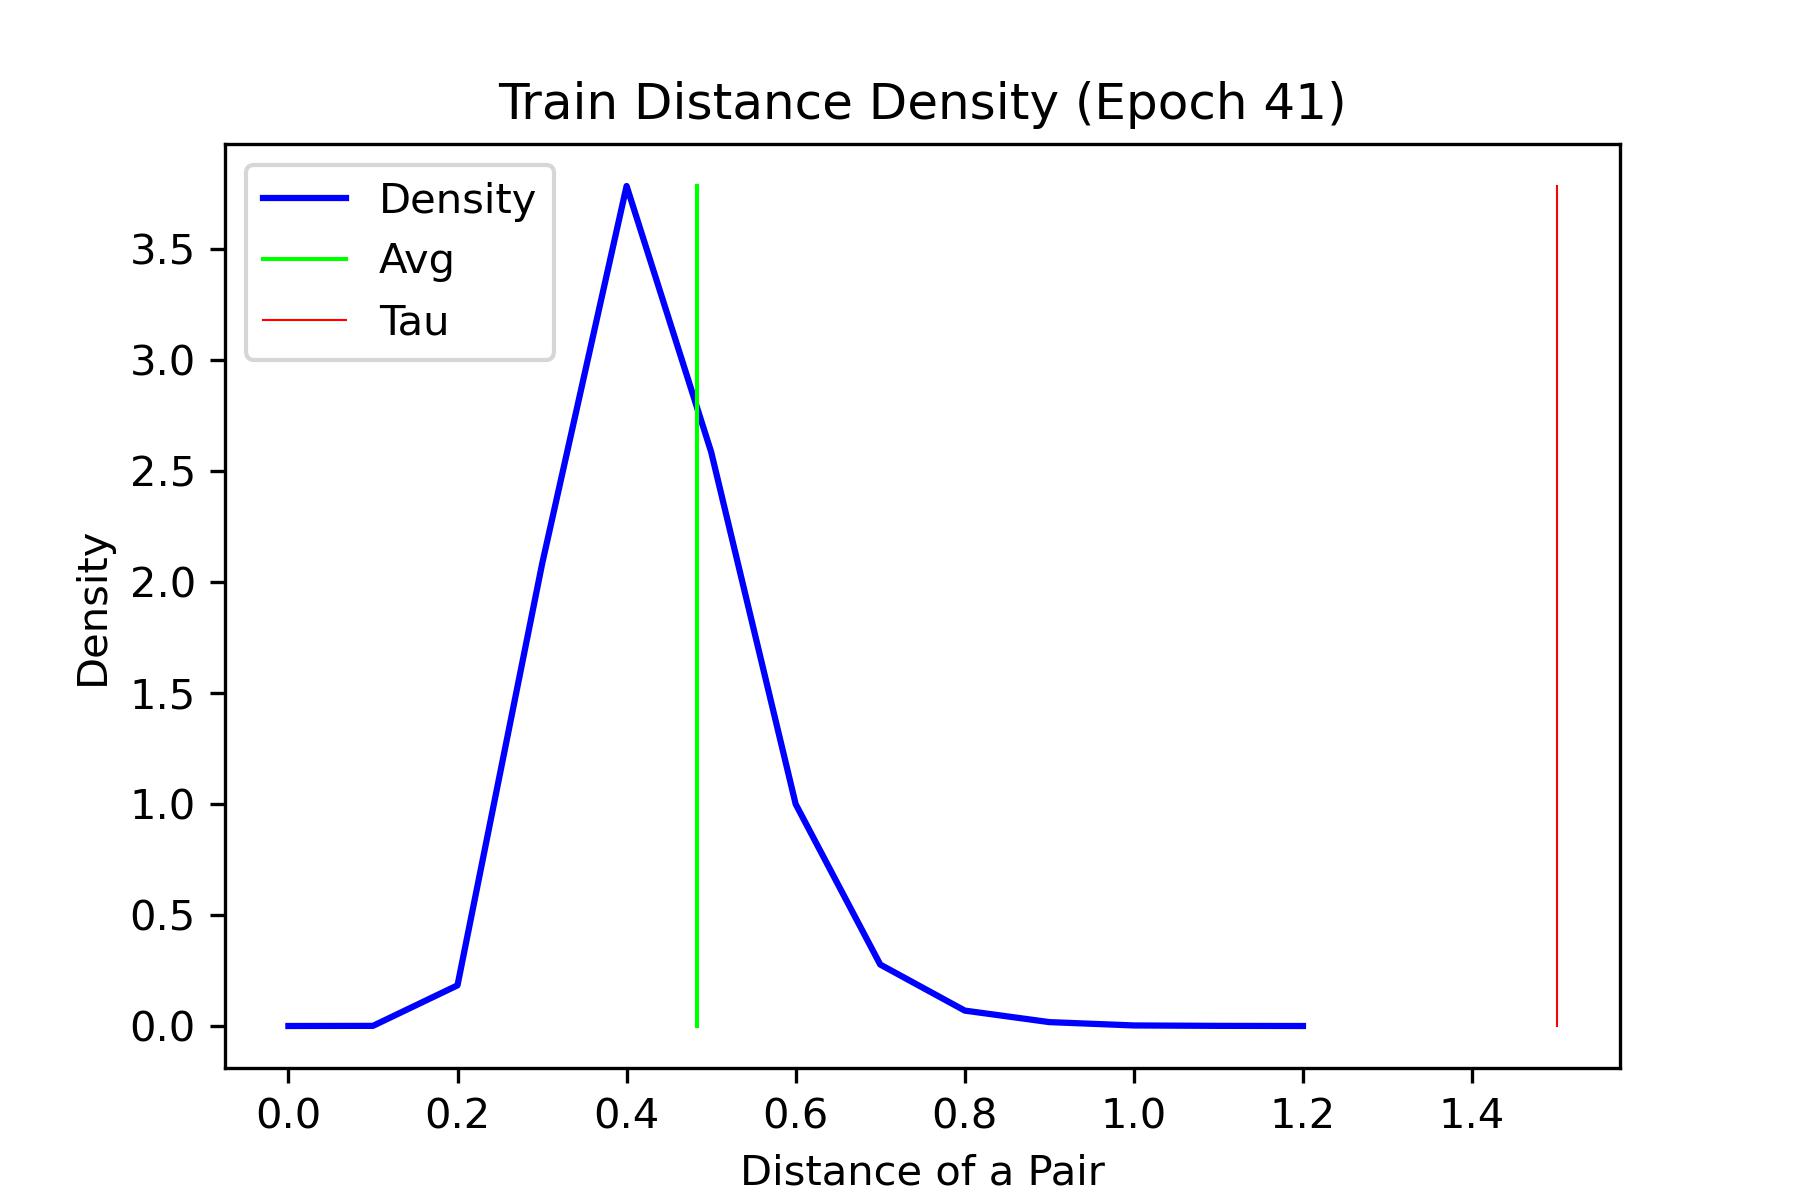 Train Distance Density (Epoch 41)
Density
Avg
Tau
3.5
3.0
2.5
2.0
1.5
1.0
0.5
0.0
Density
0.0 0.2 0.4 0.6 0.8 1.0 1.2 1.4
Distance of a Pair